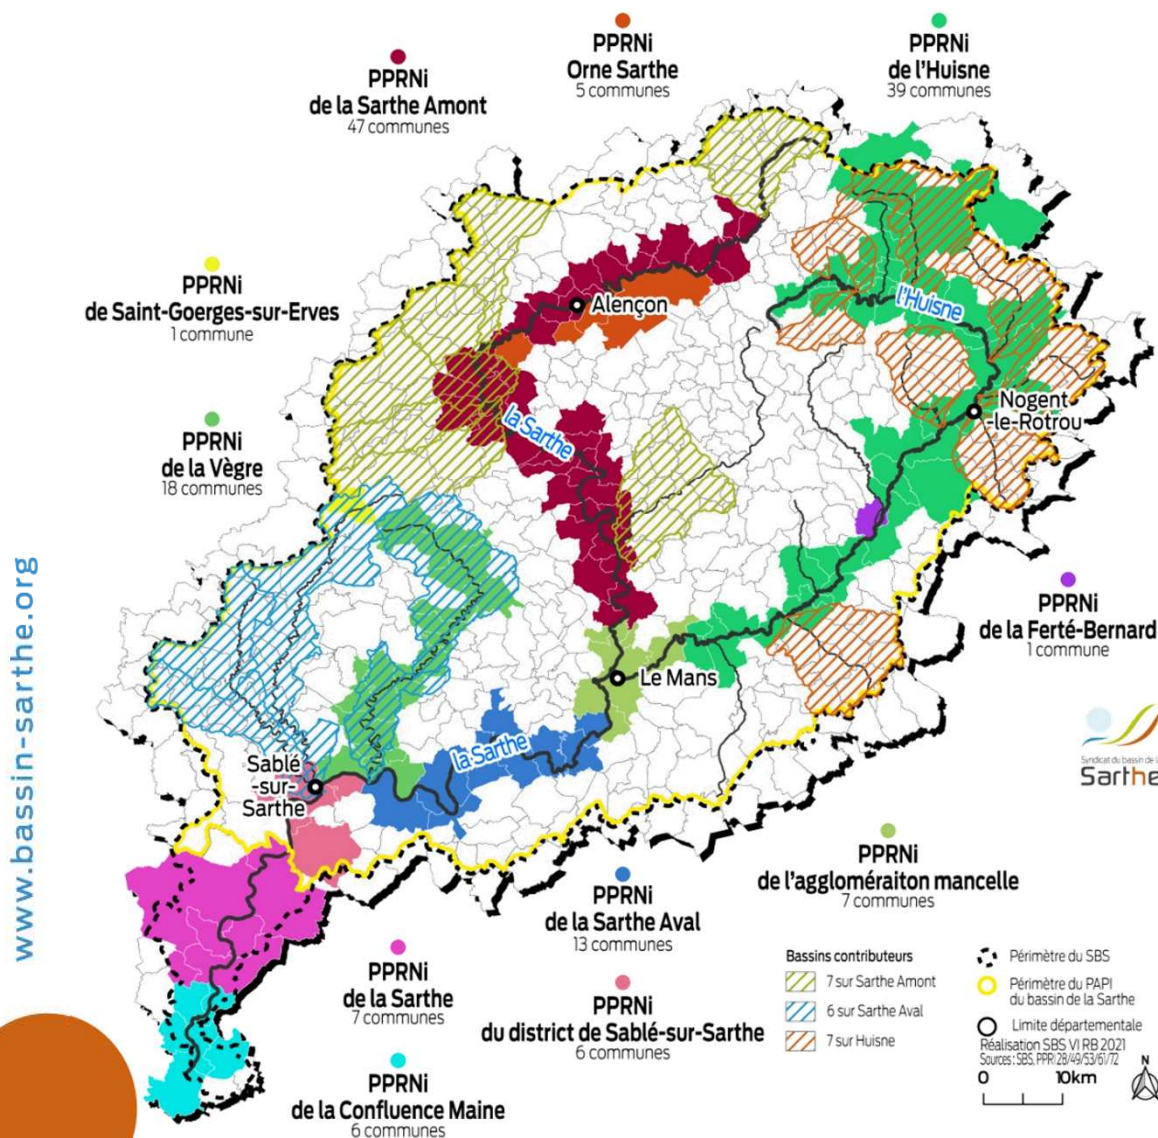 PPRNi
Orne Sarthe
5 communes
PPRNi
de l'Huisne
39 communes
PPRNi
de la Sarthe Amont
47 communes
PPRNi
de Saint-Goerges-sur-Erves
1 commune
Alençon
l'Huisne
Nogent
-le-Rotrou
la Sarthe
PPRNi
de la Vègre
18 communes
www.bassin-sarthe.org
PPRNi
de la Ferté-Bernard
1 commune
Le Mans
la Sarthe
Sablé
-sur-
Sarthe
Syndicat du bassin de la
Sarthe
PPRNi
de l'aggloméraiton mancelle
7 communes
PPRNi
de la Sarthe Aval
13 communes
PPRNi
de la Sarthe
7 communes
PPRNi
du district de Sablé-sur-Sarthe
6 communes
PPRNi
de la Confluence Maine
6 communes
Bassins contributeurs
7 sur Sarthe Amont
6 sur Sarthe Aval
7 sur Huisne
Périmètre du SBS
Périmètre du PAPI
du bassin de la Sarthe
Limite départementale
Réalisation SBS VI RB 2021
Sources : SBS, PPRi 28/49/53/61/72
0 10km
N